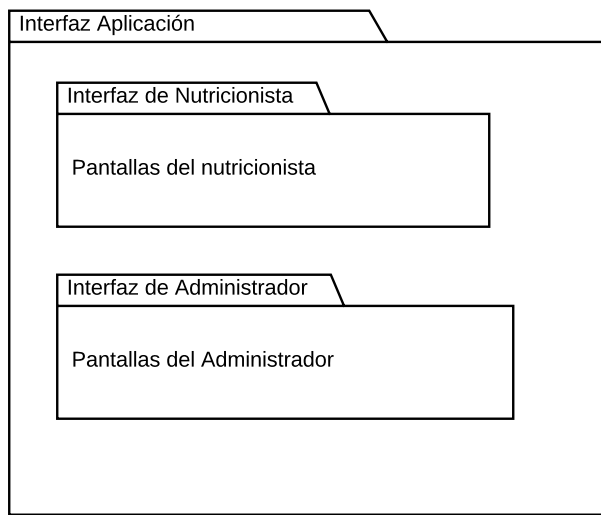 Interfaz Aplicación
Interfaz de Nutricionista
Pantallas del nutricionista
Interfaz de Administrador
Pantallas del Administrador